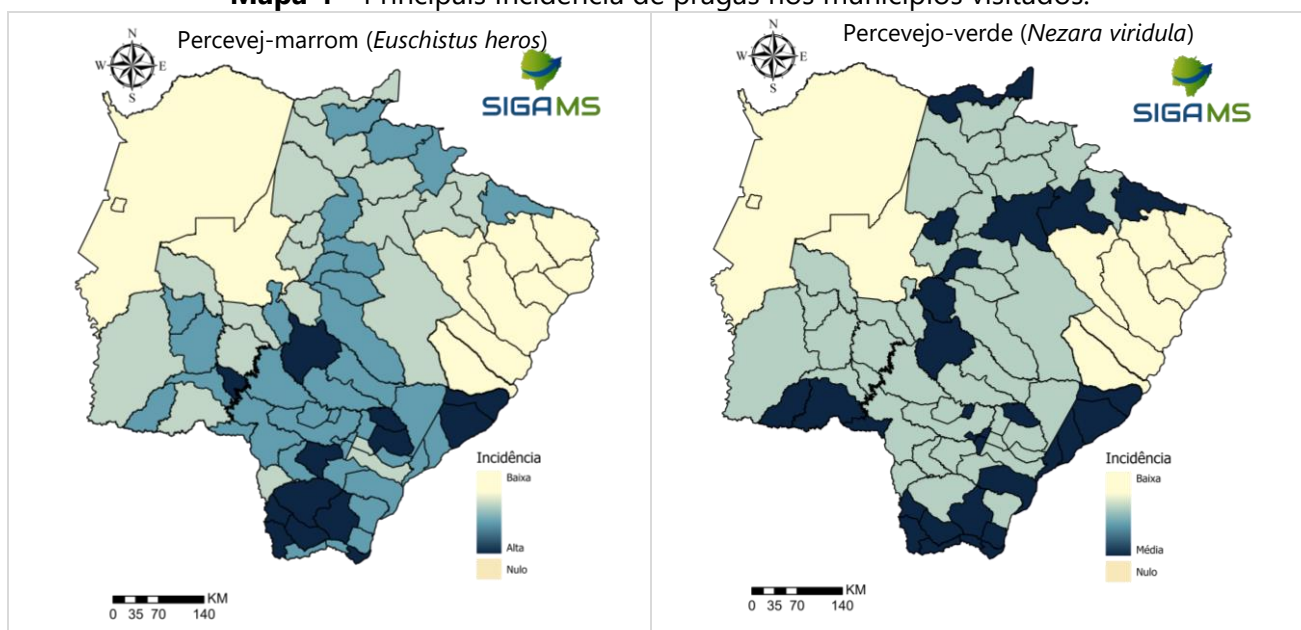 Mapa 1 - Principais incidência de pragas nos municípios visitados.
Percevej-marrom (Euschistus heros)
N
W E
S
SIGAMS
Incidência
Baixa
Alta
Nulo
KM
0 35 70 140
Percevejo-verde (Nezara viridula)
N
W E
S
SIGAMS
Incidência
Baixa
Média
Nulo
KM
0 35 70 140